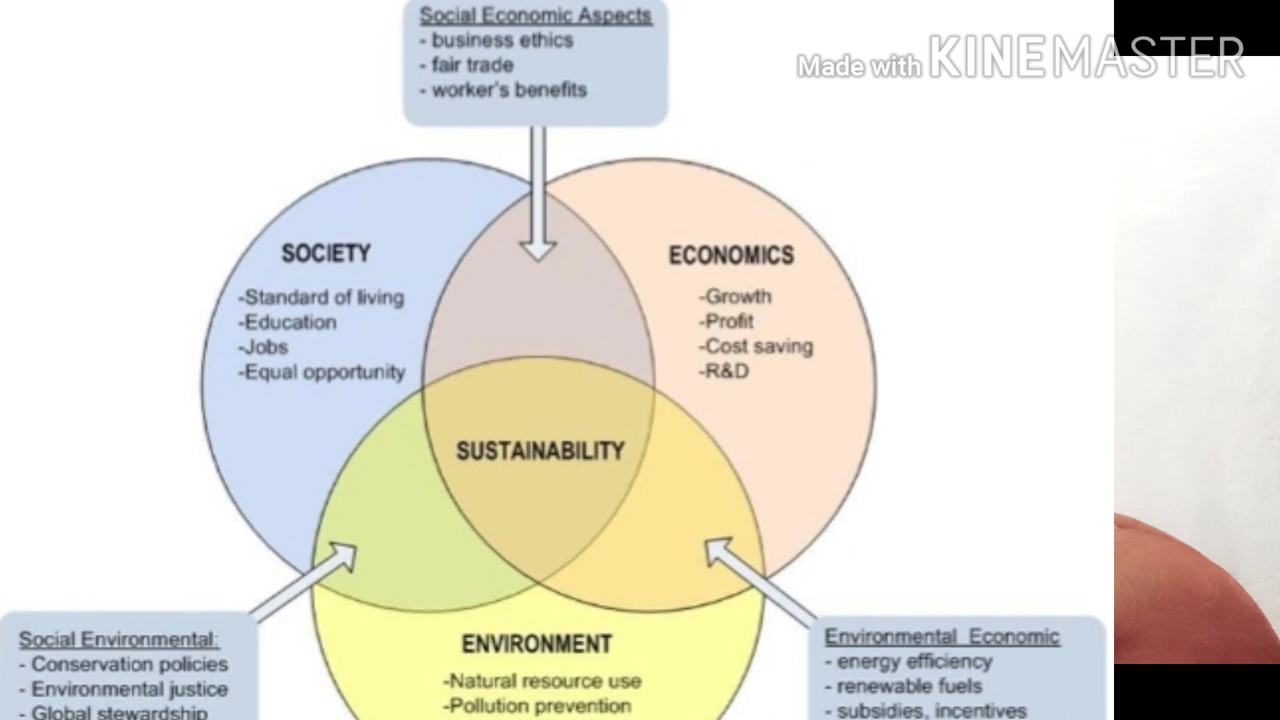 Social Economic Aspects
- business ethics
- fair trade
- worker's benefits
Made with KINEMASTER
SOCIETY
-Standard of living
-Education
-Jobs
-Equal opportunity
ECONOMICS
-Growth
-Profit
-Cost saving
-R&D
SUSTAINABILITY
ENVIRONMENT
-Natural resource use
-Pollution prevention
Social Environmental:
- Conservation policies
- Environmental justice
- Global stewardship
Environmental Economic
- energy efficiency
- renewable fuels
- subsidies, incentives